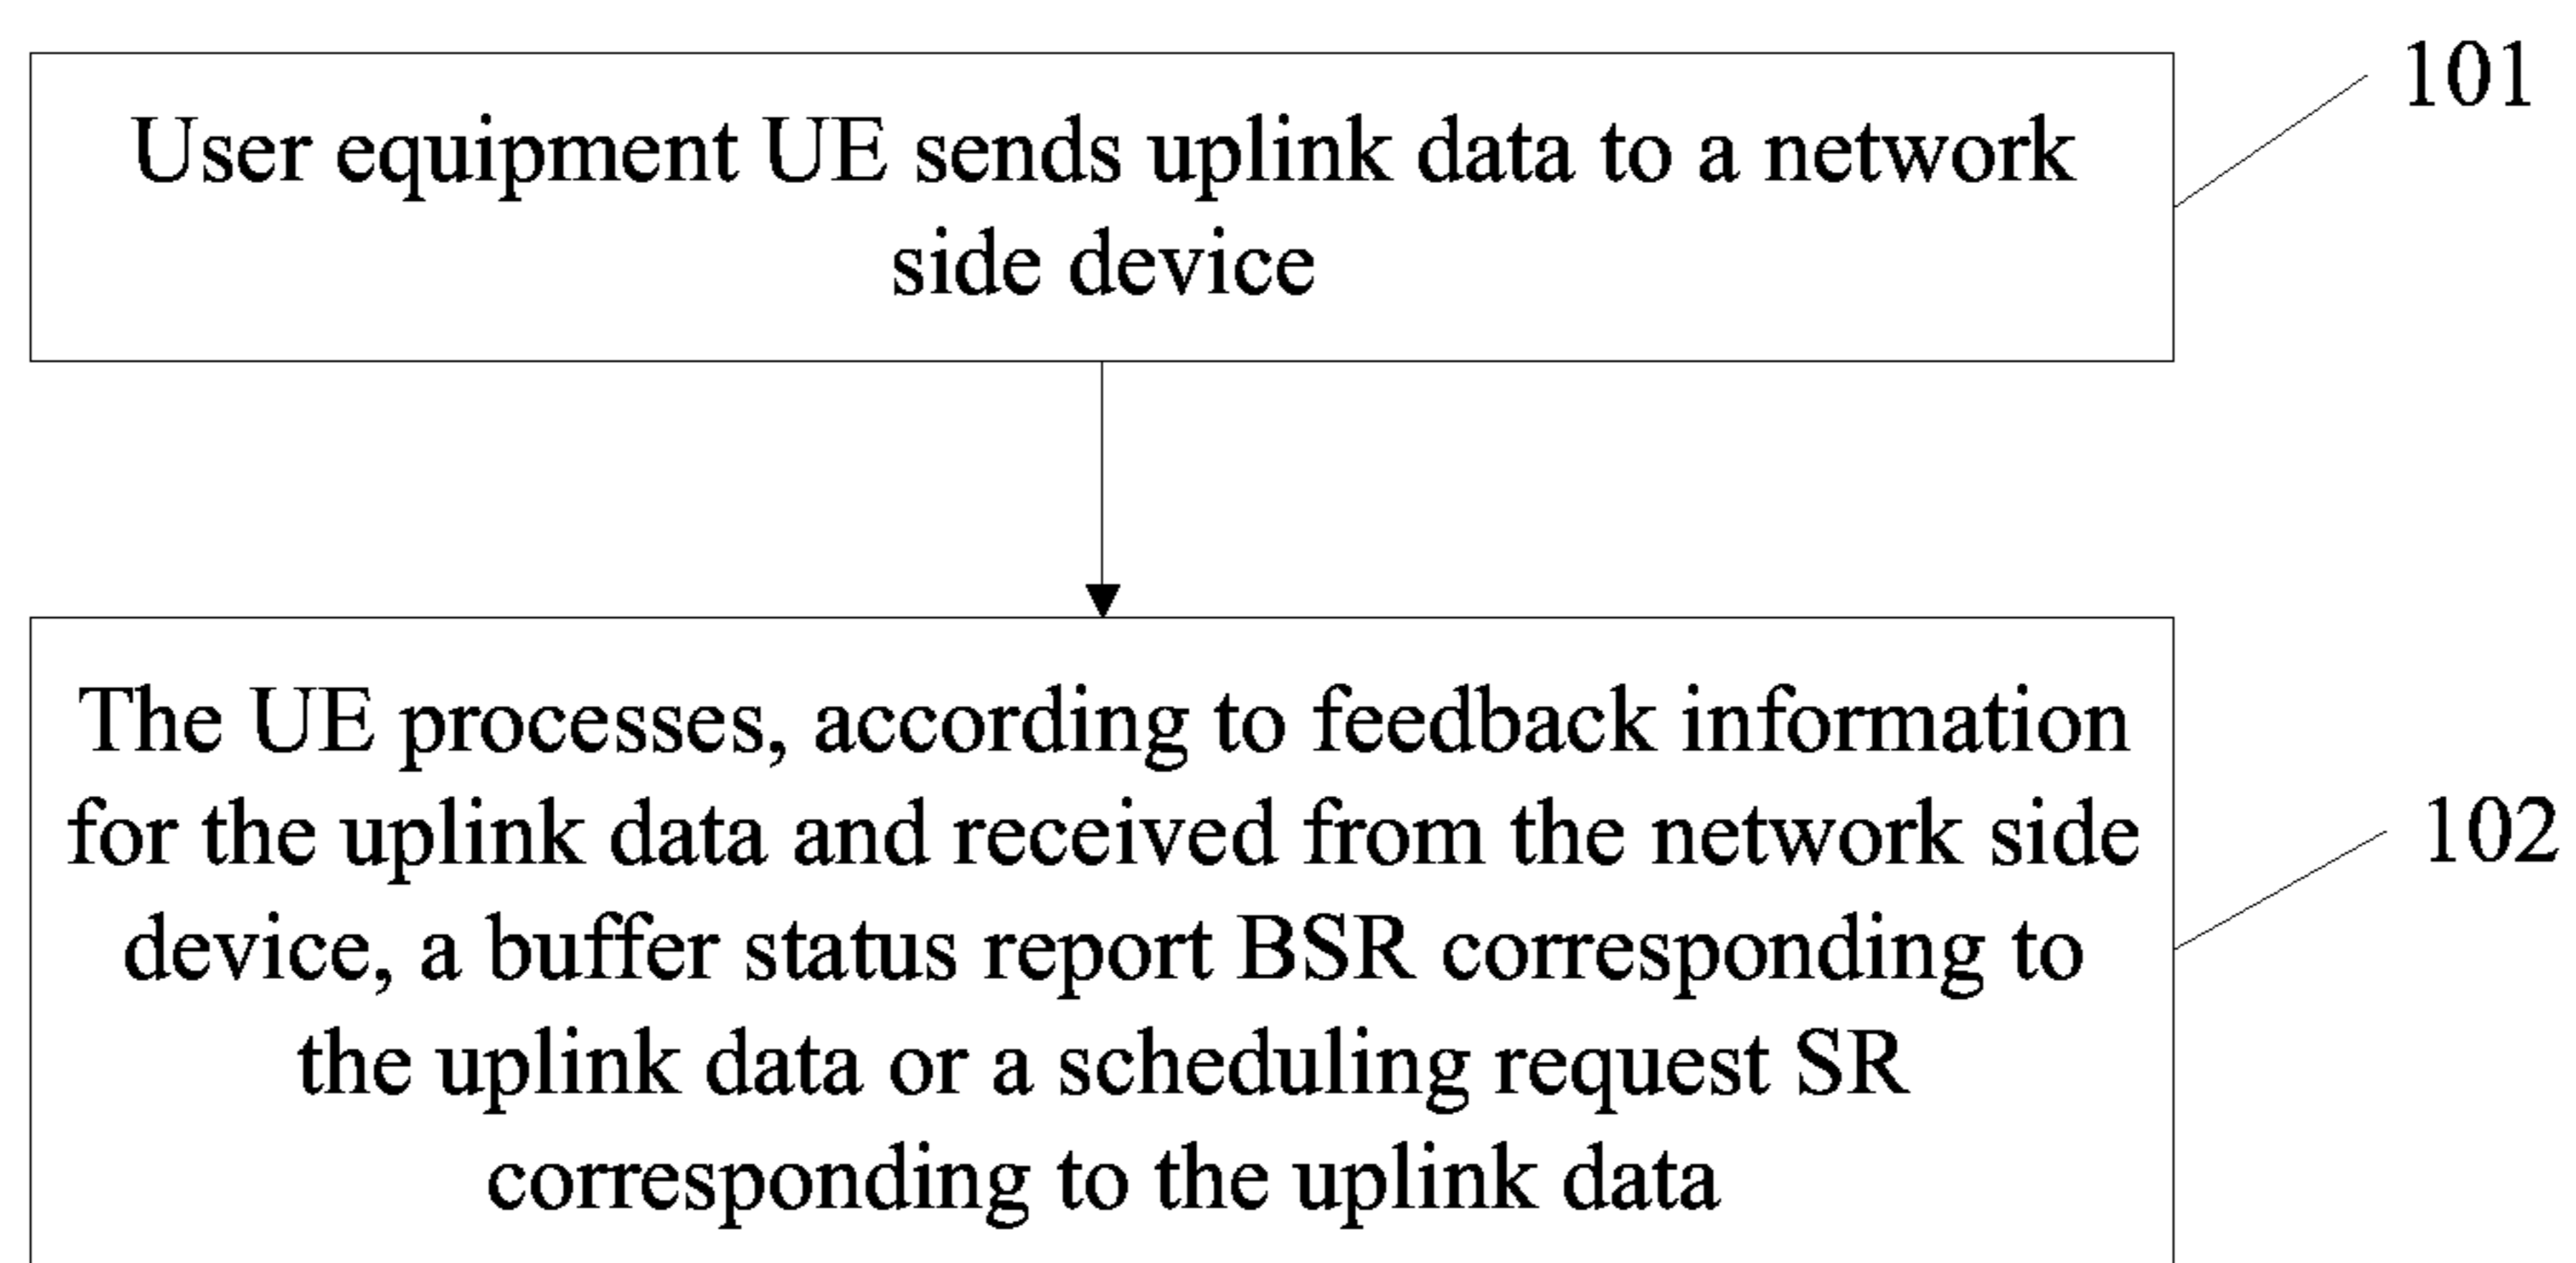 101
User equipment UE sends uplink data to a network
side device
The UE processes, according to feedback information
for the uplink data and received from the network side
device, a buffer status report BSR corresponding to
the uplink data or a scheduling request SR
corresponding to the uplink data
102